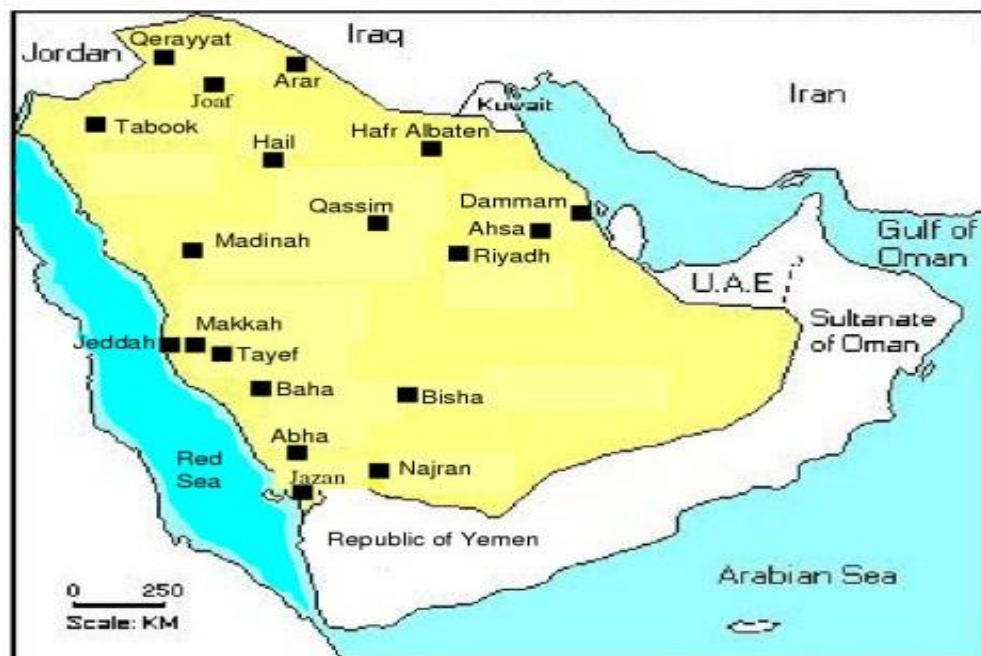 Qerayyat
Iraq
Jordan
Arar
Iran
Joaf
Kuwait
Tabook
Hail
Hafr Albaten
Qassim
Dammam
Ahsa
Madinah
Riyadh
Gulf of
Oman
U.A.E
Makkah
Sultanate
of Oman
Jeddah
Tayef
Baha
Bisha
Abha
Red
Sea
Najran
Jazan
Republic of Yemen
Arabian Sea
0 250
Scale: KM